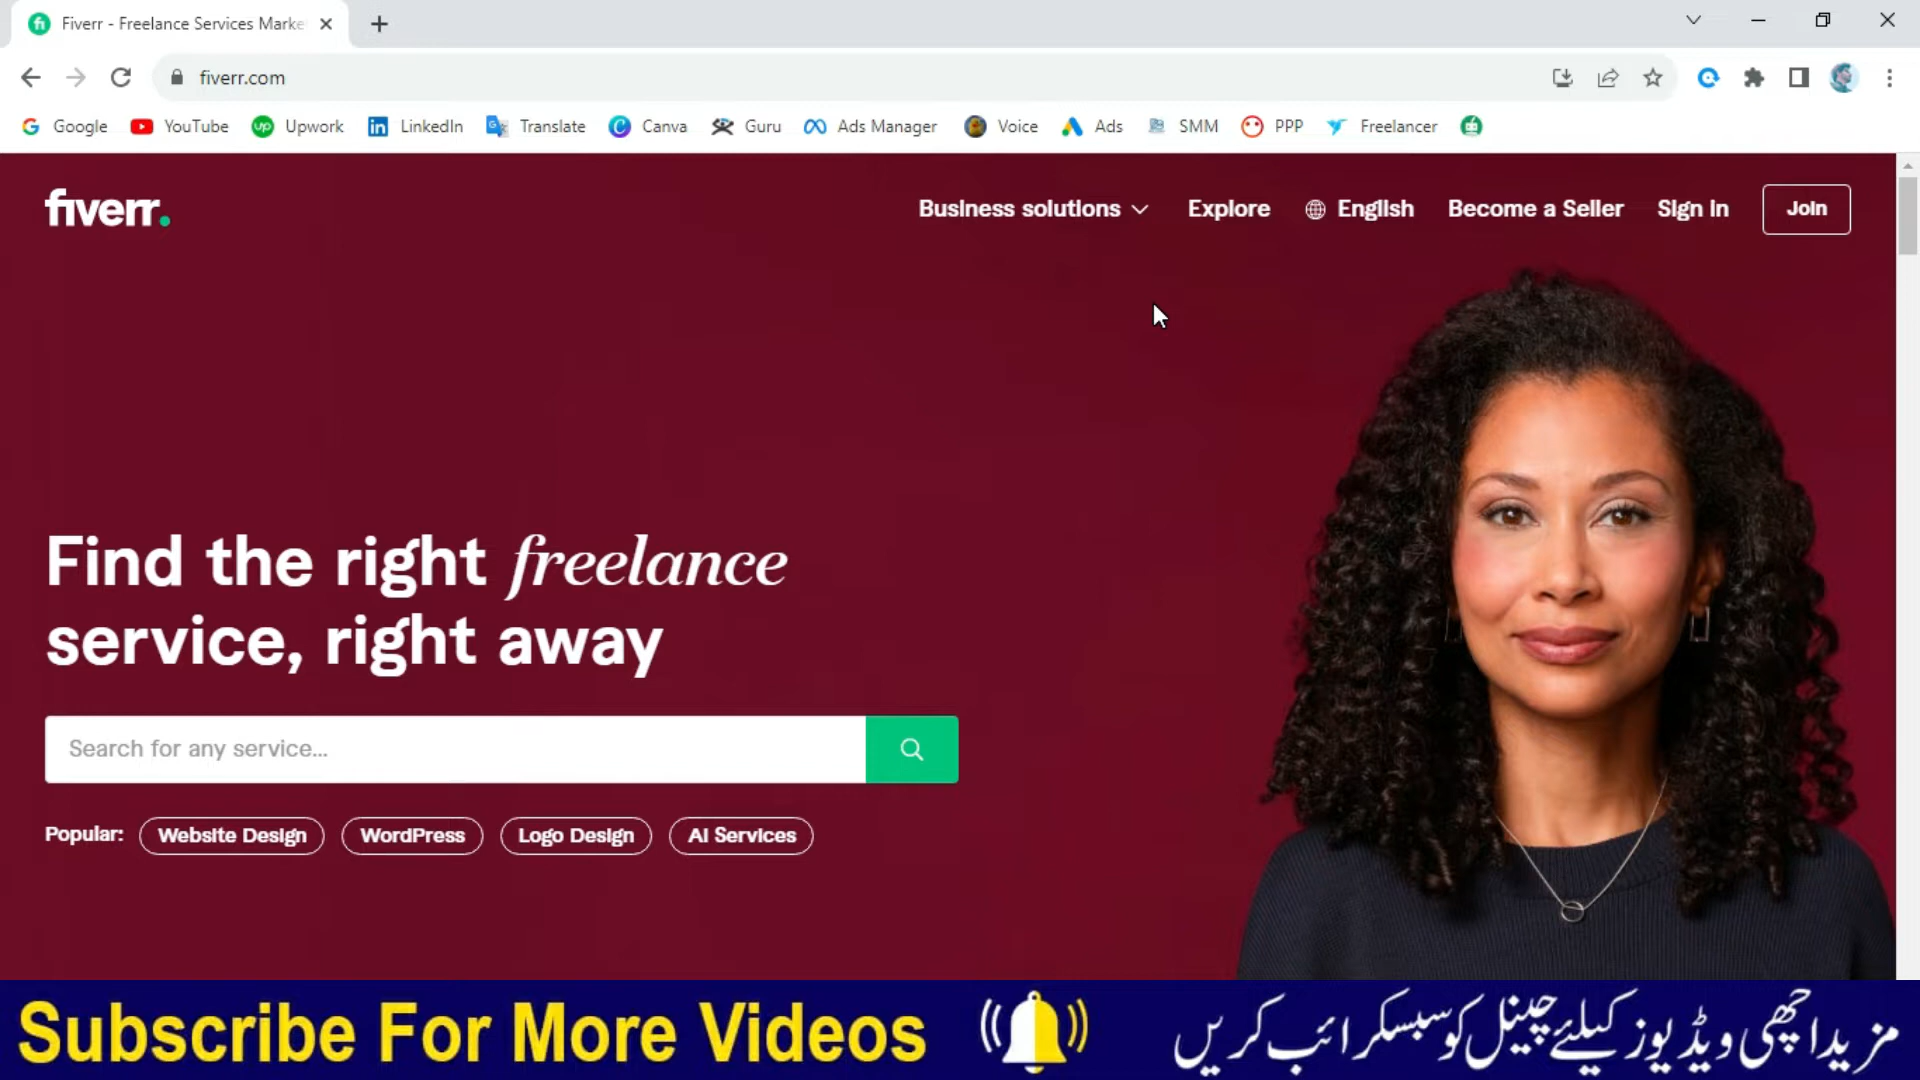 Fiverr - Freelance Services Marke
fiverr.com
Google YouTube Upwork LinkedIn Translate Canva Guru Ads Manager Voice Ads SMM PPP Freelancer
fiverr.
Business solutions Explore English Become a Seller Sign In Join
Find the right freelance
service, right away
Search for any service...
Popular: Website Design WordPress Logo Design AI Services
Subscribe For More Videos
مزید اچھی ویڈیوز کیلئے چینل کو سبسکرائب کریں